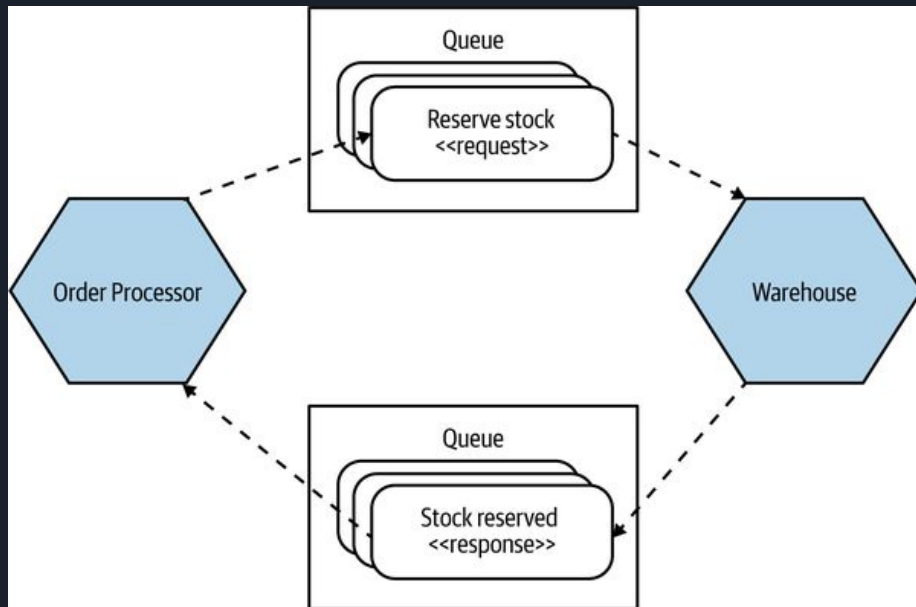 Queue
Reserve stock
<<request>>
Order Processor
Warehouse
Queue
Stock reserved
<<response>>